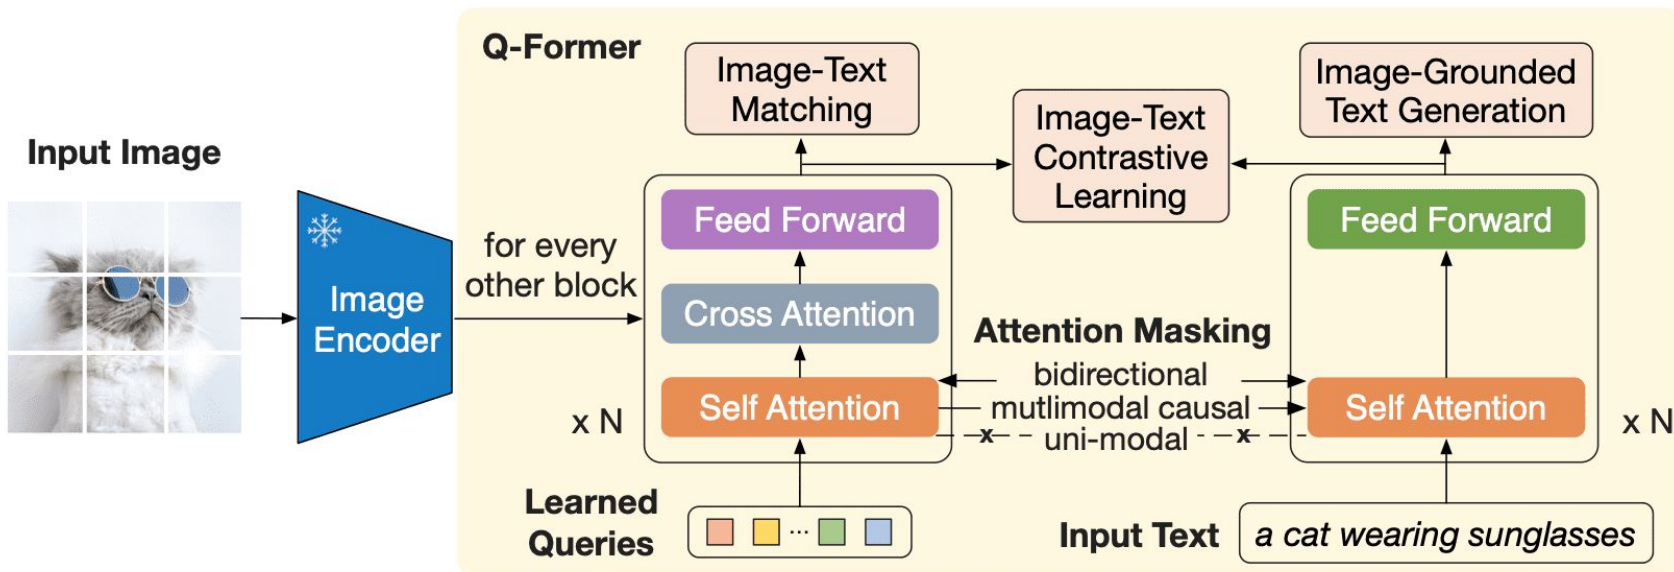 Q-Former
Input Image
Image-Text
Matching
Image-Text
Contrastive
Learning
Image-Grounded
Text Generation
Image
Encoder
for every
other block
Feed Forward
Cross Attention
Self Attention
x N
Attention Masking
bidirectional
mutlimodal causal
x uni-modal x
Feed Forward
Self Attention
x N
Learned
Queries
...
Input Text
a cat wearing sunglasses